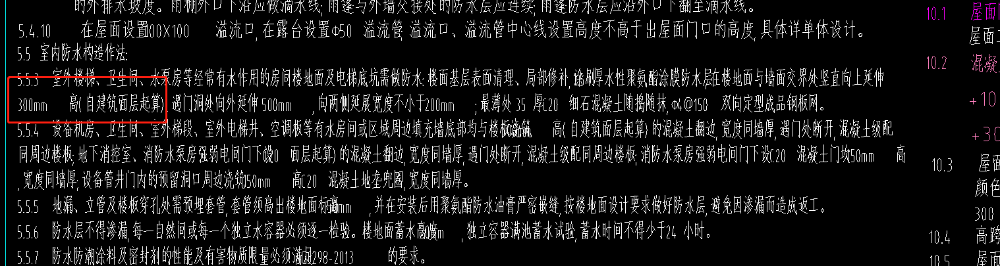 的外排水坡度。雨棚外口下沿应做滴水线; 雨篷与外墙交接处的防水层应连续; 雨篷防水层应沿外口下翻至滴水线。
5.4.10 在屋面设置00X100 溢流口, 在露台设置Φ50 溢流管, 溢流口、溢流管中心线设置高度不高于出屋面门口的高度, 具体详单体设计。
5.5 室内防水构造作法:
5.5.3 室外楼梯、卫生间、水泵房等经常有水作用的房间楼地面及电梯底坑需做防水: 楼面基层表面清理、局部修补, 涂刷厚水性聚氨酯涂膜防水层在楼地面与墙面交界处竖直向上延伸
300mm 高( 自建筑面层起算) 遇门洞处向外延伸 500mm , 向两侧延展宽度不小于200mm ; 最薄处 35 厚C20 细石混凝土随捣随抹, Φ4@150 双向定型成品钢板网。
5.5.4 设备机房、卫生间、室外梯段、室外电梯井、空调板等有水房间或区域周边填充墙底部均与楼板 高( 自建筑面层起算) 的混凝土翻边, 宽度同墙厚, 遇门处断开, 混凝土级配
同周边楼板; 地下消控室、消防水泵房强弱电间门下 面层起算) 的混凝土翻边, 宽度同墙厚, 遇门处断开, 混凝土级配同周边楼板; 消防水泵房强弱电间门下设C20 混凝土门坎50mm 高
, 宽度同墙厚; 设备管井门内的预留洞口周边浇筑150mm 高C20 混凝土地垄兜圈, 宽度同墙厚。
5.5.5 地漏、立管及楼板穿孔处需预埋套管, 套管须高出楼地面标高 , 并在安装后用聚氨酯防水油膏严密嵌缝, 按楼地面设计要求做好防水层, 避免因渗漏而造成返工。
5.5.6 防水层不得渗漏, 每一自然间或每一个独立水容器必须逐一检验。楼地面蓄水 , 独立容器满池蓄水试验, 蓄水时间不得少于24 小时。
5.5.7 防水防潮涂料及密封剂的性能及有害物质限量必须满足 298-2013 的要求。
10.1 屋面
屋面
10.2 混凝
+10
+30
10.3 屋面
颜色
300
10.4 高跨
10.5 屋面